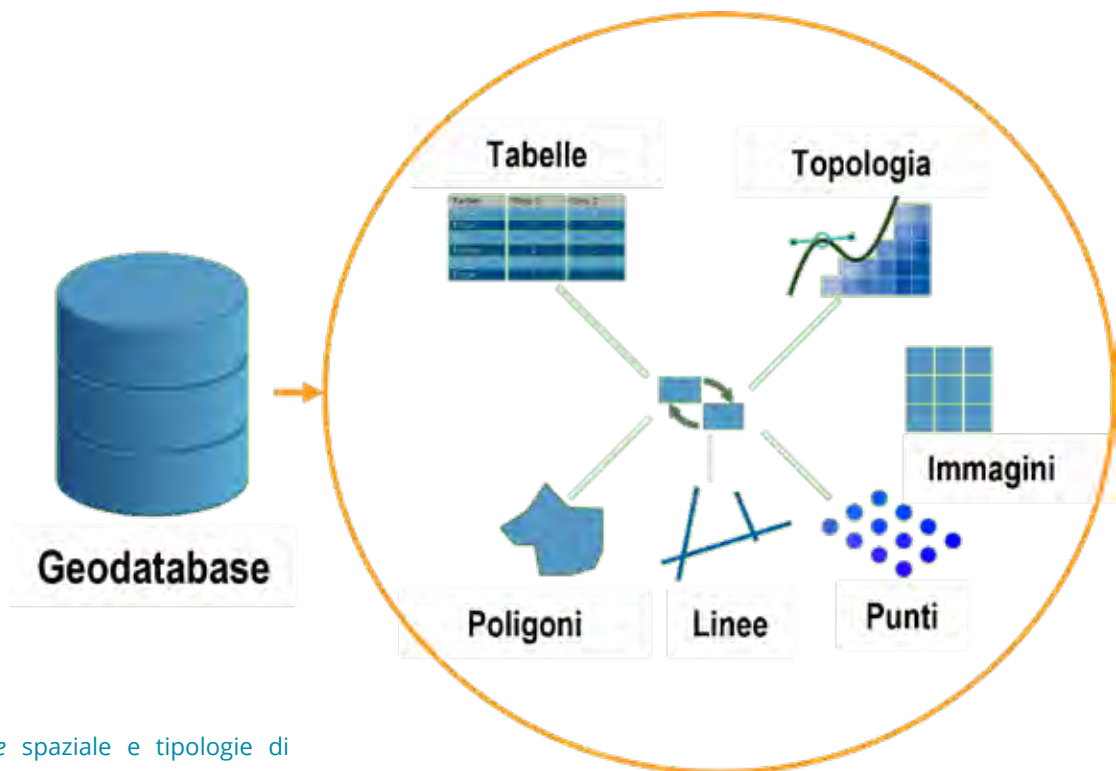 Tabelle
Topologia
Immagini
Geodatabase
Poligoni
Linee
Punti
e spaziale e tipologie di